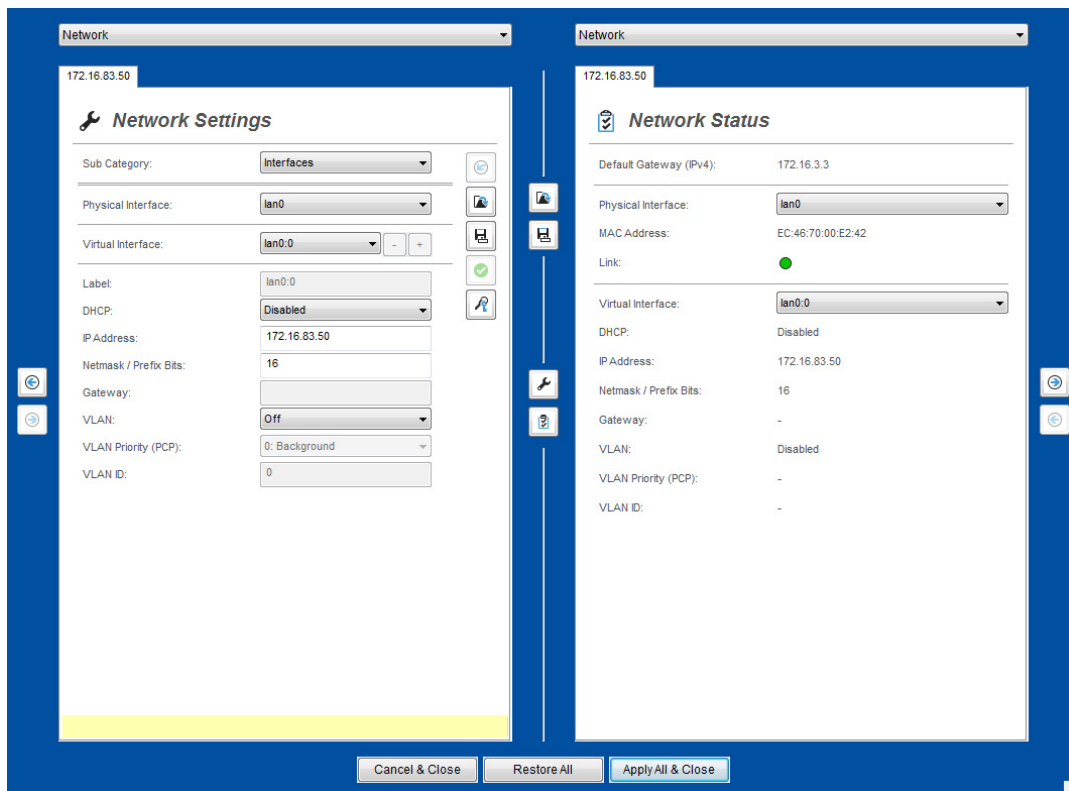 Network
172.16.83.50
Network Settings
Sub Category: Interfaces
Physical Interface: lan0
Virtual Interface: lan0:0 - +
Label: lan0:0
DHCP: Disabled
IP Address: 172.16.83.50
Netmask / Prefix Bits: 16
Gateway:
VLAN: Off
VLAN Priority (PCP): 0: Background
VLAN ID: 0
Network
172.16.83.50
Network Status
Default Gateway (IPv4): 172.16.3.3
Physical Interface: lan0
MAC Address: EC:46:70:00:E2:42
Link:
Virtual Interface: lan0:0
DHCP: Disabled
IP Address: 172.16.83.50
Netmask / Prefix Bits: 16
Gateway: -
VLAN: Disabled
VLAN Priority (PCP): -
VLAN ID: -
Cancel & Close Restore All Apply All & Close